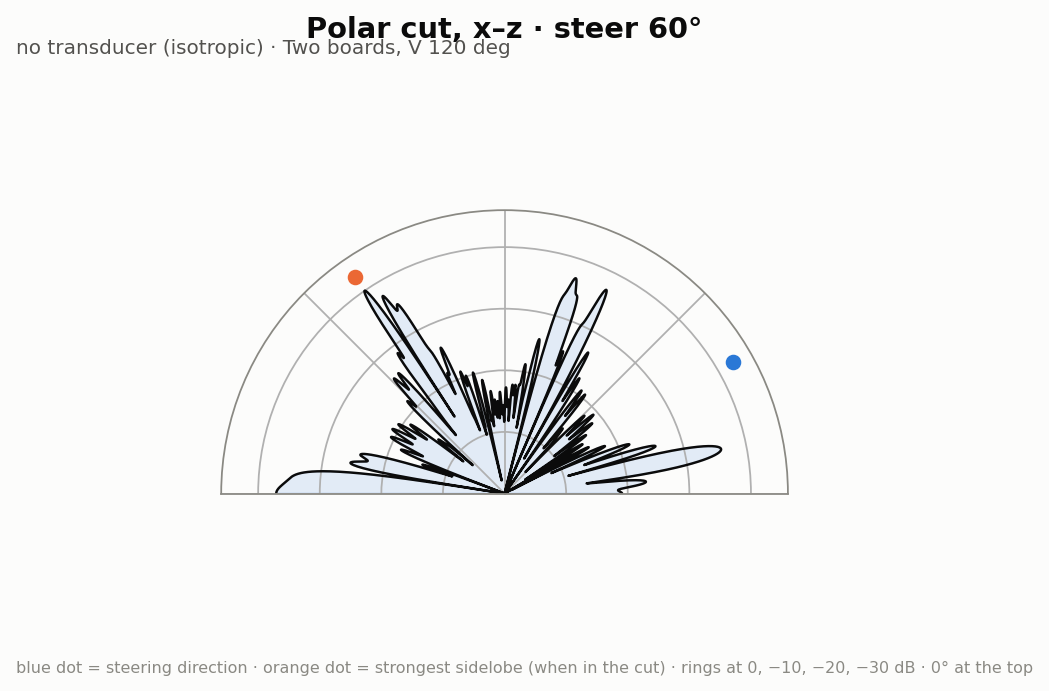 Polar cut, x–z · steer 60°
no transducer (isotropic) · Two boards, V 120 deg
blue dot = steering direction · orange dot = strongest sidelobe (when in the cut) · rings at 0, −10, −20, −30 dB · 0° at the top